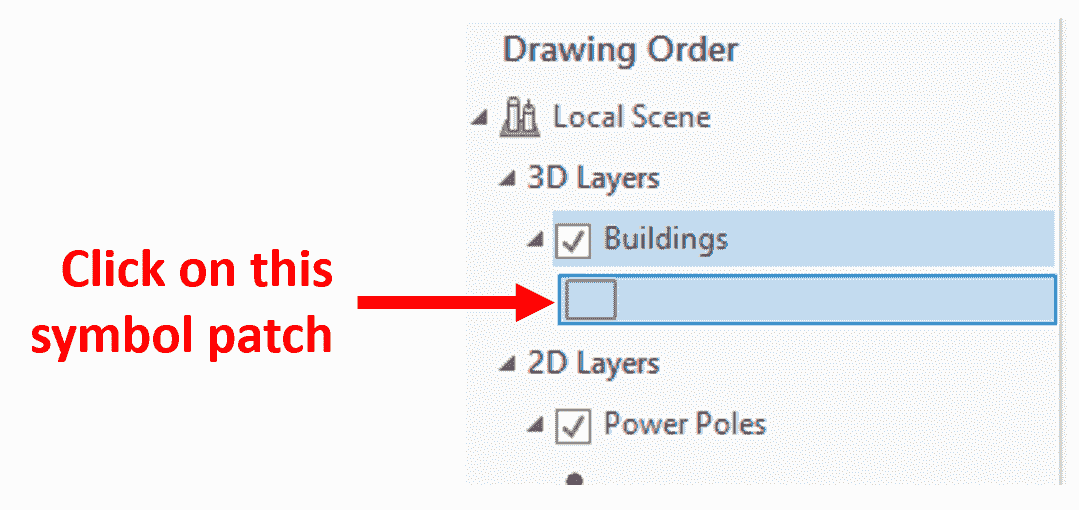 Drawing Order
Local Scene
3D Layers
Buildings
Click on this
symbol patch
2D Layers
Power Poles